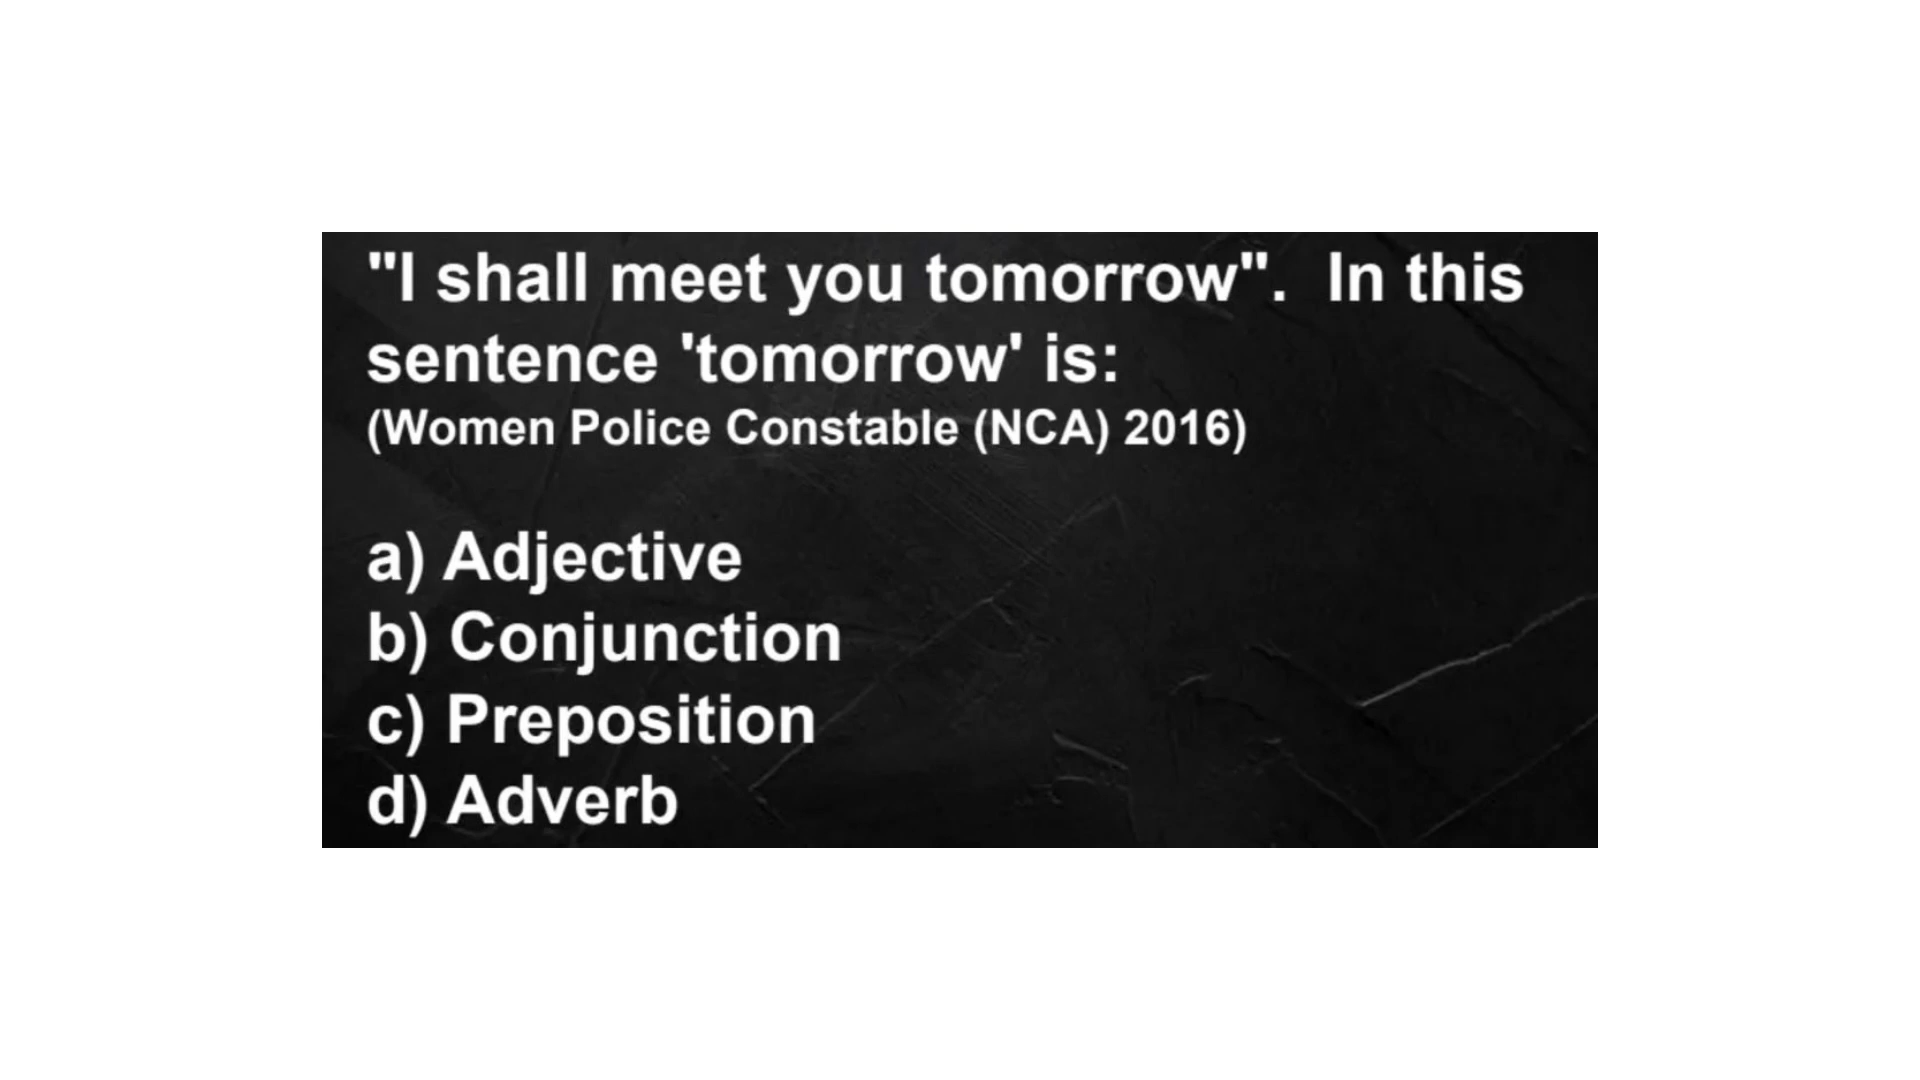 "I shall meet you tomorrow".  In this
sentence 'tomorrow' is:
(Women Police Constable (NCA) 2016)
a) Adjective
b) Conjunction
c) Preposition
d) Adverb